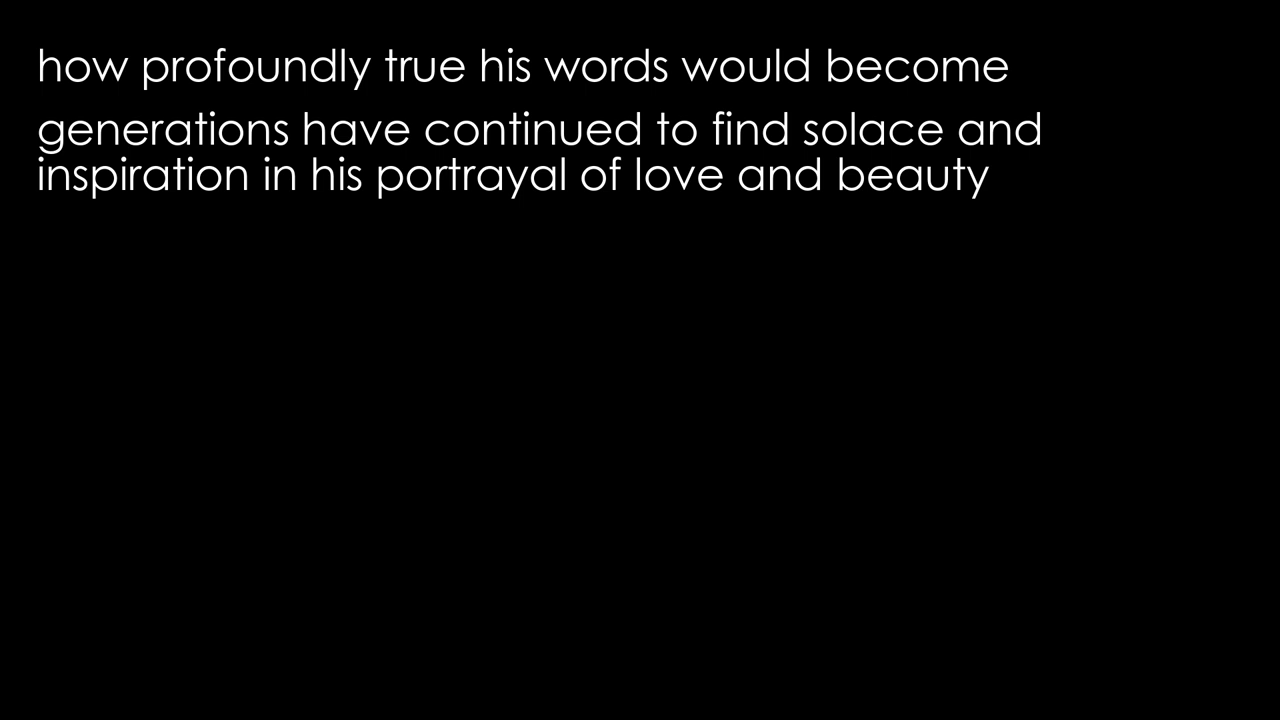 how profoundly true his words would become
generations have continued to find solace and
inspiration in his portrayal of love and beauty